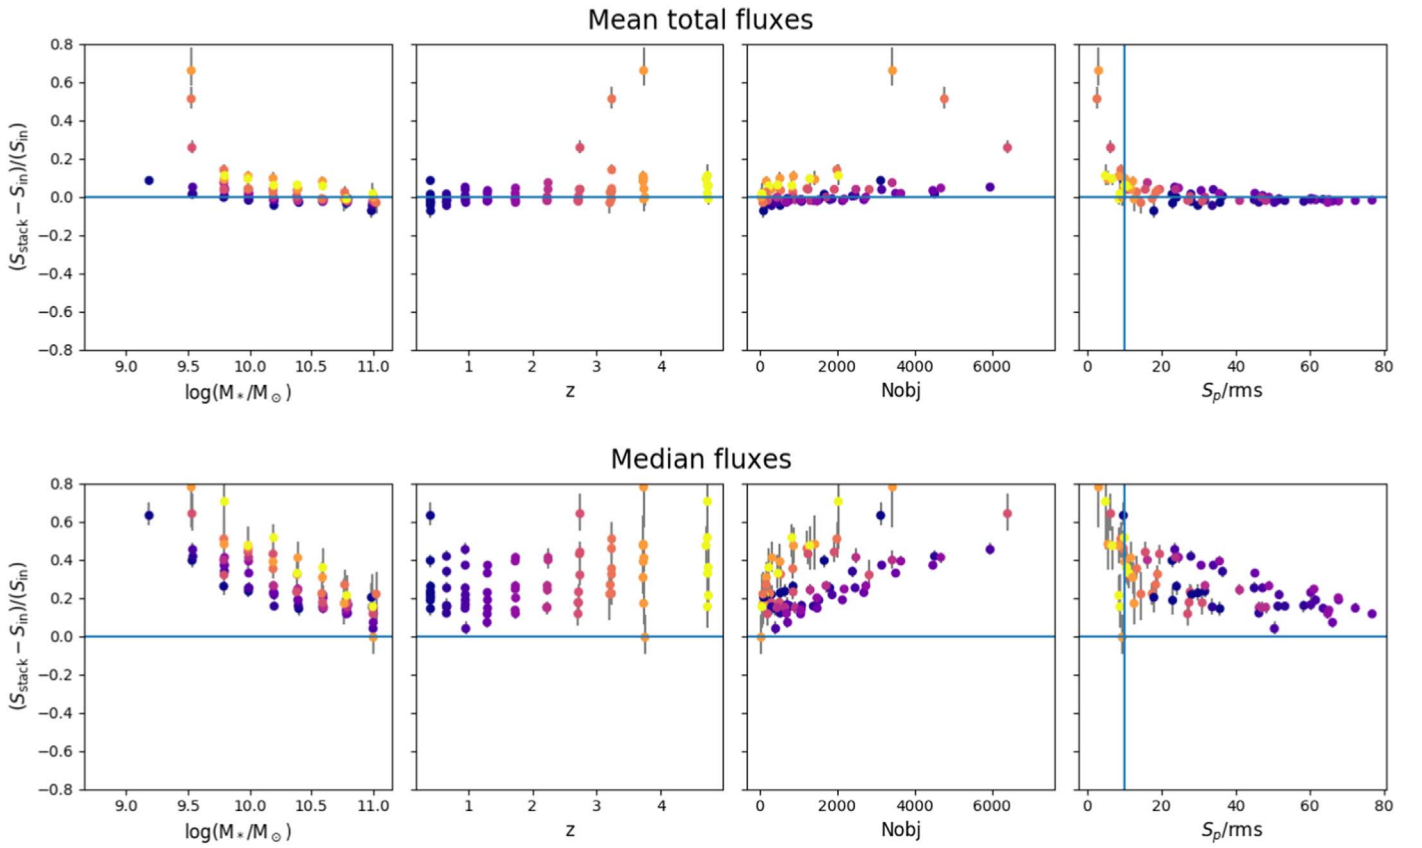 Mean total fluxes
(S_stack − S_in)/(S_in)
0.8
0.6
0.4
0.2
0.0
−0.2
−0.4
−0.6
−0.8
9.0 9.5 10.0 10.5 11.0
log(M_*/M_⊙)
1 2 3 4
z
0 2000 4000 6000
Nobj
0 20 40 60 80
S_p/rms
Median fluxes
(S_stack − S_in)/(S_in)
0.8
0.6
0.4
0.2
0.0
−0.2
−0.4
−0.6
−0.8
9.0 9.5 10.0 10.5 11.0
log(M_*/M_⊙)
1 2 3 4
z
0 2000 4000 6000
Nobj
0 20 40 60 80
S_p/rms